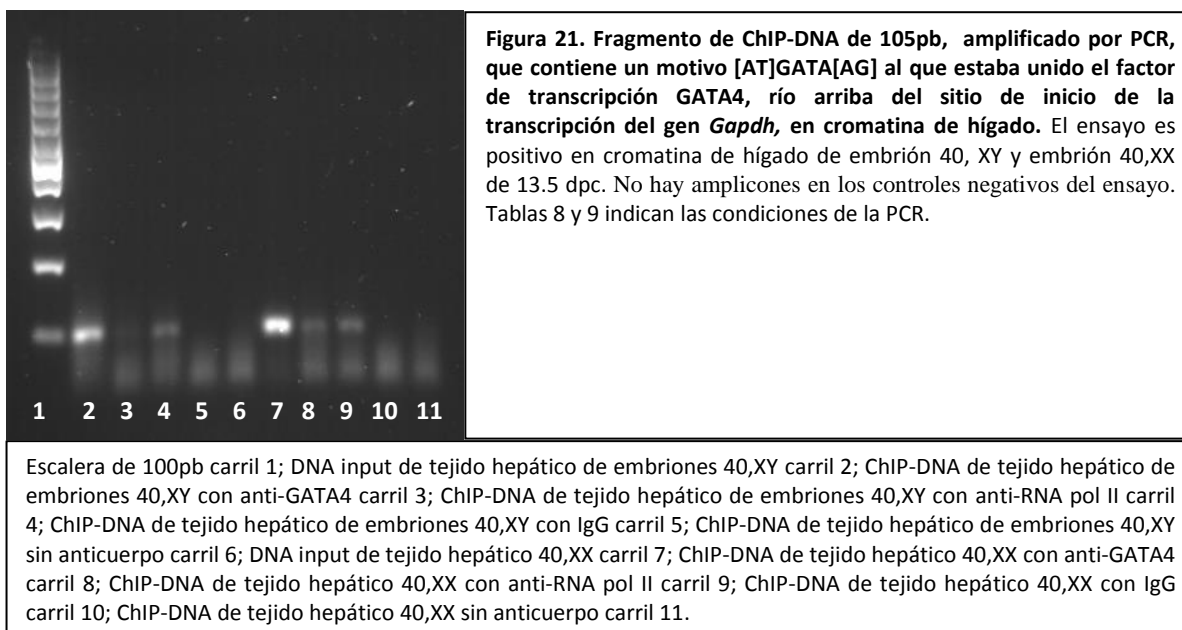 Figura 21. Fragmento de ChIP-DNA de 105pb, amplificado por PCR,
que contiene un motivo [AT]GATA[AG] al que estaba unido el factor
de transcripción GATA4, río arriba del sitio de inicio de la
transcripción del gen Gapdh, en cromatina de hígado. El ensayo es
positivo en cromatina de hígado de embrión 40, XY y embrión 40,XX
de 13.5 dpc. No hay amplicones en los controles negativos del ensayo.
Tablas 8 y 9 indican las condiciones de la PCR.
1 2 3 4 5 6 7 8 9 10 11
Escalera de 100pb carril 1; DNA input de tejido hepático de embriones 40,XY carril 2; ChIP-DNA de tejido hepático de
embriones 40,XY con anti-GATA4 carril 3; ChIP-DNA de tejido hepático de embriones 40,XY con anti-RNA pol II carril
4; ChIP-DNA de tejido hepático de embriones 40,XY con IgG carril 5; ChIP-DNA de tejido hepático de embriones 40,XY
sin anticuerpo carril 6; DNA input de tejido hepático 40,XX carril 7; ChIP-DNA de tejido hepático 40,XX con anti-GATA4
carril 8; ChIP-DNA de tejido hepático 40,XX con anti-RNA pol II carril 9; ChIP-DNA de tejido hepático 40,XX con IgG
carril 10; ChIP-DNA de tejido hepático 40,XX sin anticuerpo carril 11.